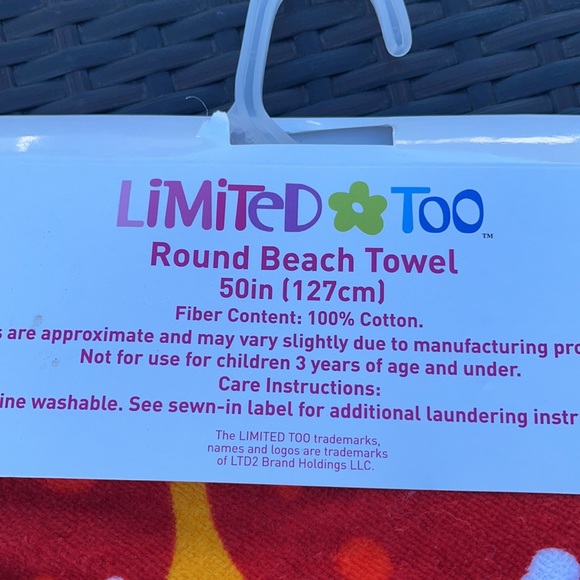 LiMiTeD TOO ™
Round Beach Towel
50in (127cm)
Fiber Content: 100% Cotton.
are approximate and may vary slightly due to manufacturing
Not for use for children 3 years of age and under.
Care Instructions:
washable. See sewn-in label for additional laundering
The LIMITED TOO trademarks,
names and logos are trademarks
of LTD2 Brand Holdings LLC.